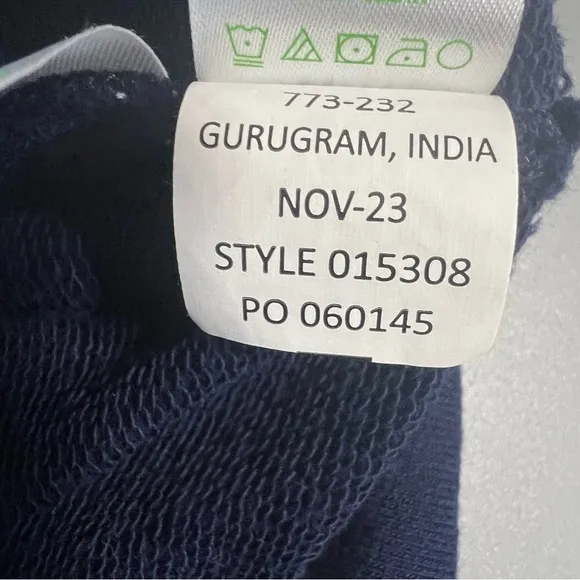 773-232
GURUGRAM, INDIA
NOV-23
STYLE 015308
PO 060145